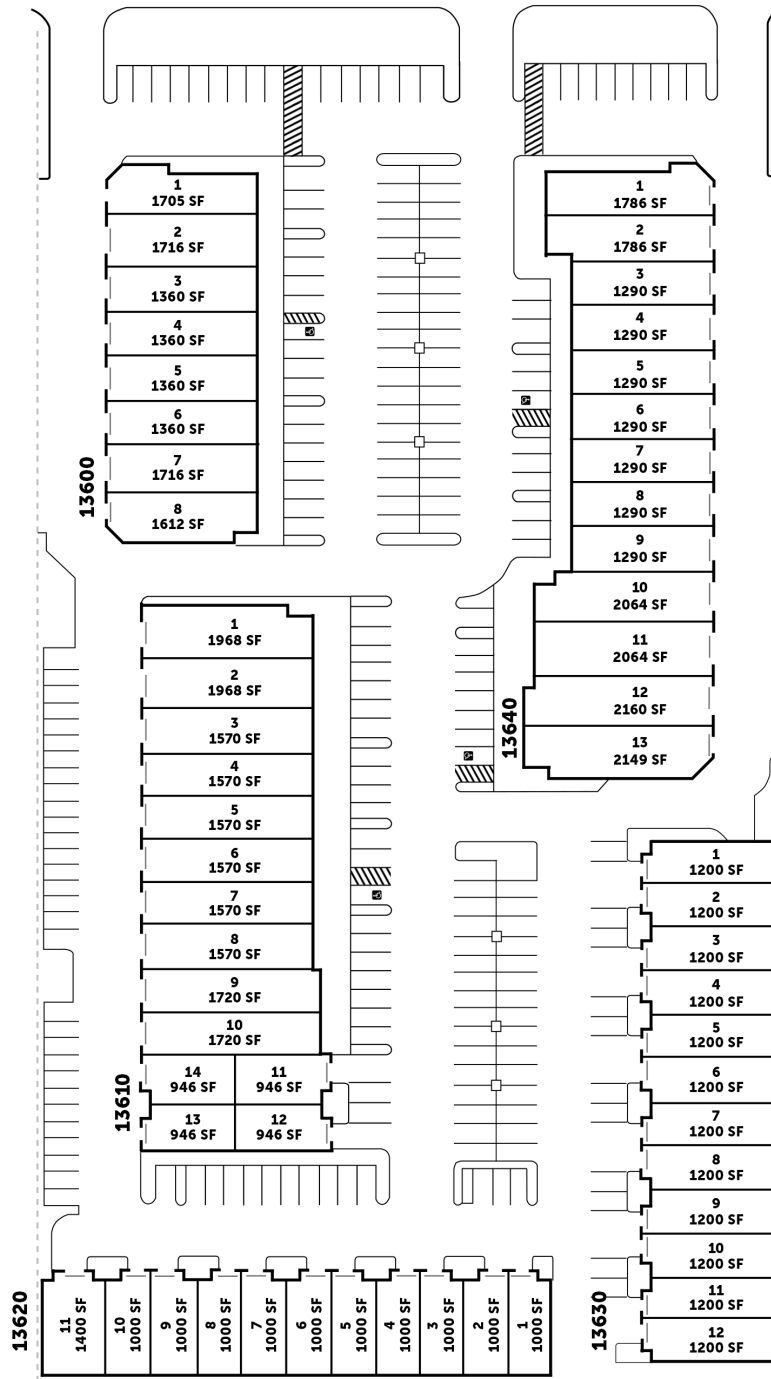 13600
1
1705 SF
2
1716 SF
3
1360 SF
4
1360 SF
5
1360 SF
6
1360 SF
7
1716 SF
8
1612 SF
13640
1
1786 SF
2
1786 SF
3
1290 SF
4
1290 SF
5
1290 SF
6
1290 SF
7
1290 SF
8
1290 SF
9
1290 SF
10
2064 SF
11
2064 SF
12
2160 SF
13
2149 SF
13610
1
1968 SF
2
1968 SF
3
1570 SF
4
1570 SF
5
1570 SF
6
1570 SF
7
1570 SF
8
1570 SF
9
1720 SF
10
1720 SF
14
946 SF
11
946 SF
13
946 SF
12
946 SF
13630
1
1200 SF
2
1200 SF
3
1200 SF
4
1200 SF
5
1200 SF
6
1200 SF
7
1200 SF
8
1200 SF
9
1200 SF
10
1200 SF
11
1200 SF
12
1200 SF
13620
11
1400 SF
10
1000 SF
9
1000 SF
8
1000 SF
7
1000 SF
6
1000 SF
5
1000 SF
4
1000 SF
3
1000 SF
2
1000 SF
1
1000 SF